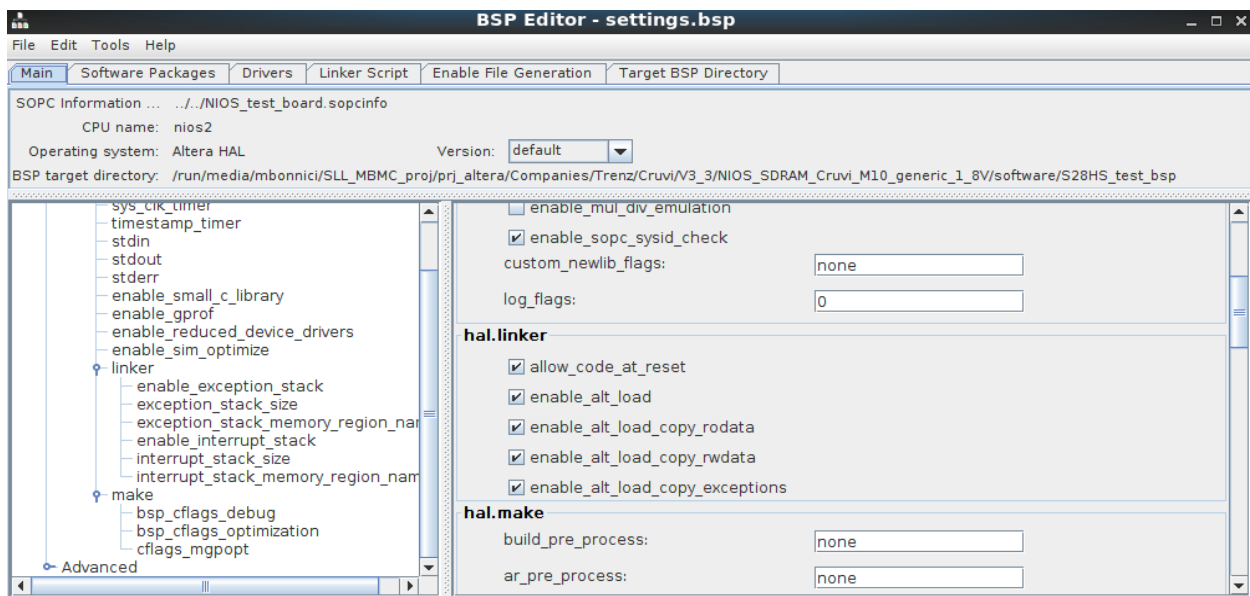 BSP Editor - settings.bsp
File Edit Tools Help
Main Software Packages Drivers Linker Script Enable File Generation Target BSP Directory
SOPC Information ... ../../NIOS_test_board.sopcinfo
CPU name: nios2
Operating system: Altera HAL Version: default
BSP target directory: /run/media/mbonnici/SLL_MBMC_proj/prj_altera/Companies/Trenz/Cruvi/V3_3/NIOS_SDRAM_Cruvi_M10_generic_1_8V/software/S28HS_test_bsp
sys_clk_timer
timestamp_timer
stdin
stdout
stderr
enable_small_c_library
enable_gprof
enable_reduced_device_drivers
enable_sim_optimize
linker
enable_exception_stack
exception_stack_size
exception_stack_memory_region_nar
enable_interrupt_stack
interrupt_stack_size
interrupt_stack_memory_region_nam
make
bsp_cflags_debug
bsp_cflags_optimization
cflags_mgpopt
Advanced
enable_mul_div_emulation
enable_sopc_sysid_check
custom_newlib_flags: none
log_flags: 0
hal.linker
allow_code_at_reset
enable_alt_load
enable_alt_load_copy_rodata
enable_alt_load_copy_rwdata
enable_alt_load_copy_exceptions
hal.make
build_pre_process: none
ar_pre_process: none